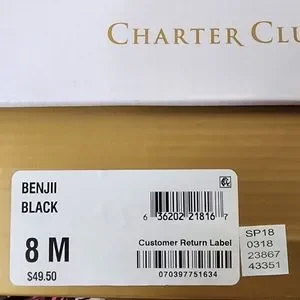 CHARTER CLU
BENJII
BLACK
8 M
$49.50
6 36202 21816 7
Customer Return Label
070397751634
SP18
0318
23867
43351